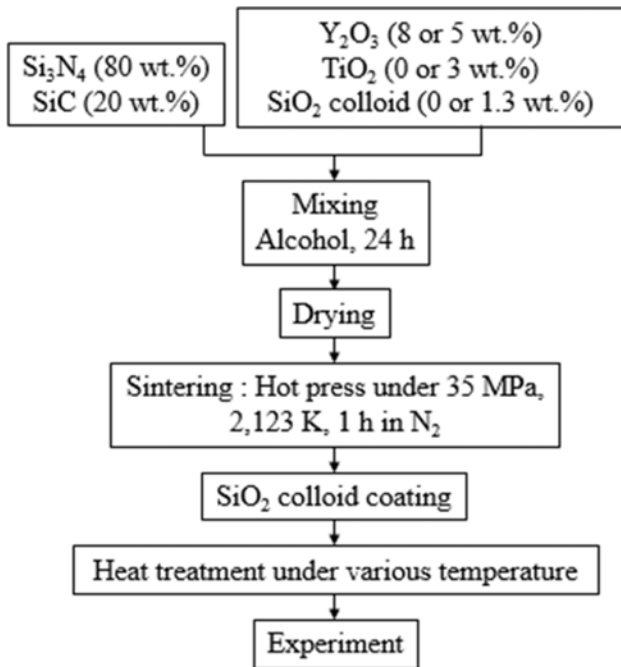 Si₃N₄ (80 wt.%)
SiC (20 wt.%)
Y₂O₃ (8 or 5 wt.%)
TiO₂ (0 or 3 wt.%)
SiO₂ colloid (0 or 1.3 wt.%)
Mixing
Alcohol, 24 h
Drying
Sintering : Hot press under 35 MPa,
2,123 K, 1 h in N₂
SiO₂ colloid coating
Heat treatment under various temperature
Experiment